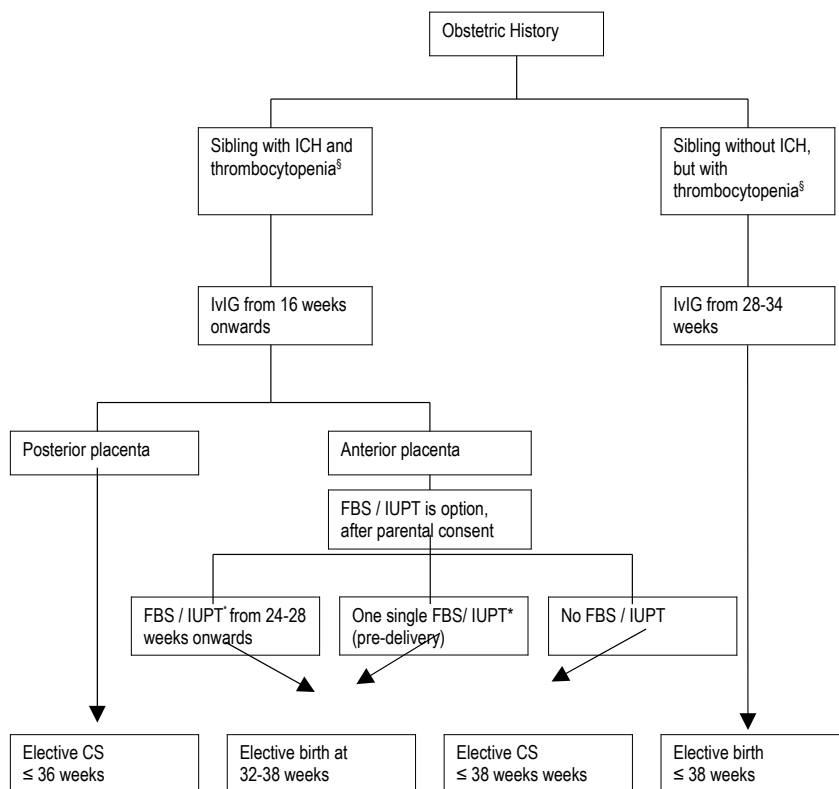 Obstetric History
Sibling with ICH and
thrombocytopenia§
Sibling without ICH,
but with
thrombocytopenia§
IvIG from 16 weeks
onwards
IvIG from 28-34
weeks
Posterior placenta
Anterior placenta
FBS / IUPT is option,
after parental consent
FBS / IUPT* from 24-28
weeks onwards
One single FBS/ IUPT*
(pre-delivery)
No FBS / IUPT
Elective CS
≤ 36 weeks
Elective birth at
32-38 weeks
Elective CS
≤ 38 weeks weeks
Elective birth
≤ 38 weeks